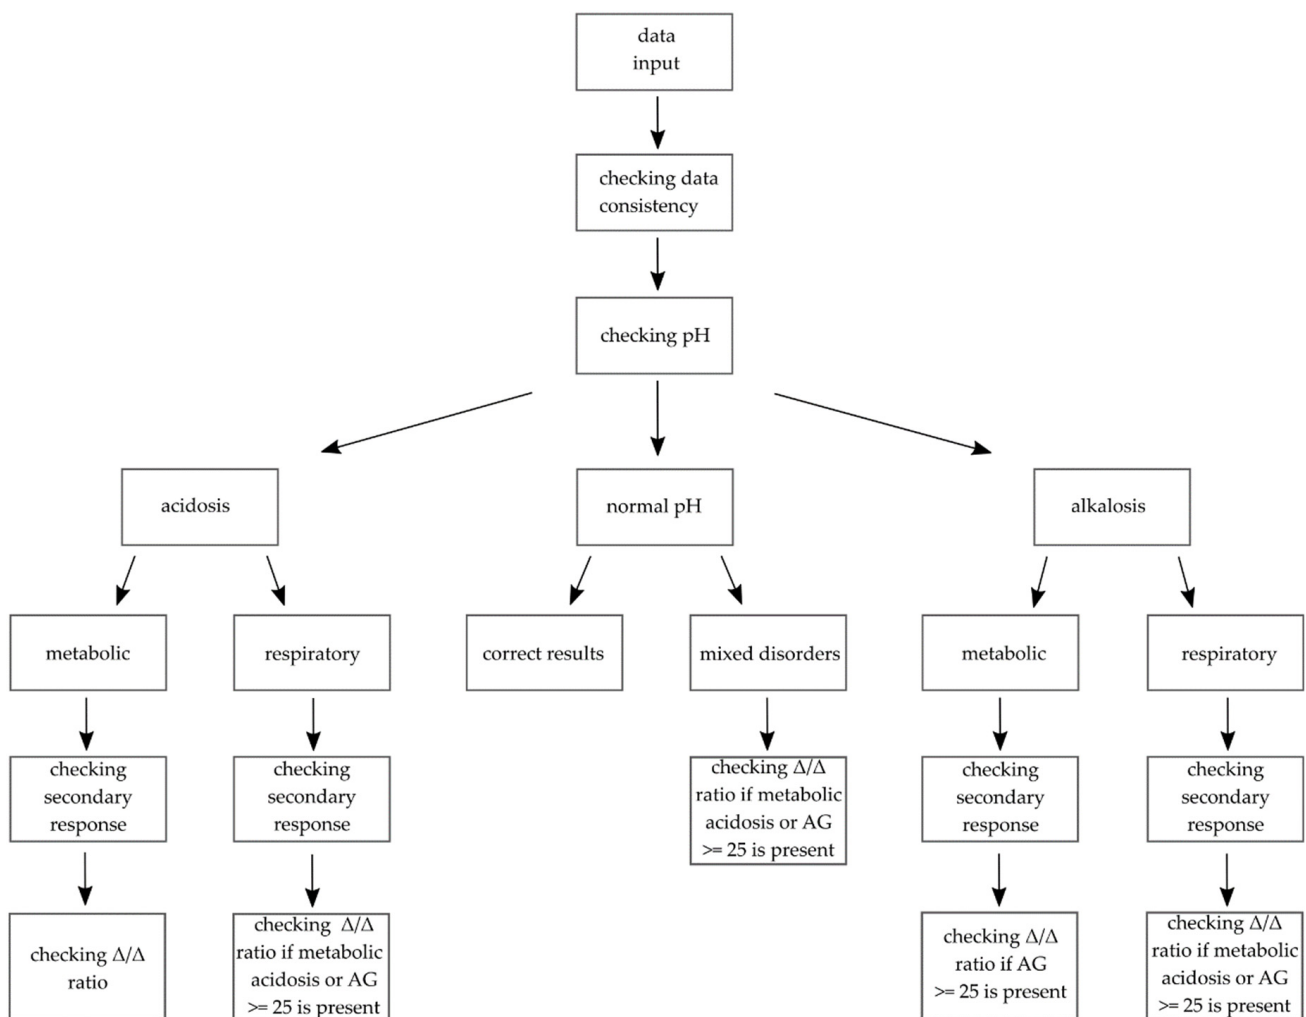 data
input
checking data
consistency
checking pH
acidosis
normal pH
alkalosis
metabolic
respiratory
correct results
mixed disorders
metabolic
respiratory
checking
secondary
response
checking
secondary
response
checking Δ/Δ
ratio if metabolic
acidosis or AG
>= 25 is present
checking
secondary
response
checking
secondary
response
checking Δ/Δ
ratio
checking Δ/Δ
ratio if metabolic
acidosis or AG
>= 25 is present
checking Δ/Δ
ratio if AG
>= 25 is present
checking Δ/Δ
ratio if metabolic
acidosis or AG
>= 25 is present